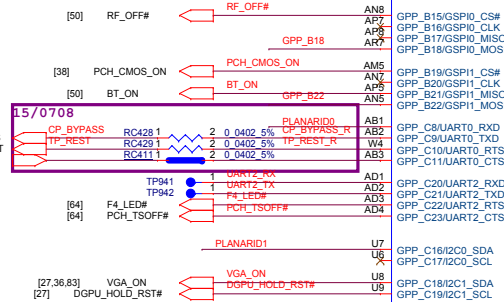 RF_OFF# AN8 GPP_B15/GSPI0_CS#
[50] RF_OFF# AP7 GPP_B16/GSPI0_CLK
AP8 GPP_B17/GSPI0_MISO
GPP_B18 AR7 GPP_B18/GSPI0_MOS
PCH_CMOS_ON AM5 GPP_B19/GSPI1_CS#
[38] PCH_CMOS_ON AN7 GPP_B20/GSPI1_CLK
BT_ON AP5 GPP_B21/GSPI1_MISO
[50] BT_ON GPP_B22 AN5 GPP_B22/GSPI1_MOS
15/0708
PLANARID0 AB1 GPP_C8/UART0_RXD
CP_BYPASS RC428 1 2 0_0402_5% CP_BYPASS_R AB2 GPP_C9/UART0_TXD
TP_REST RC429 1 2 0_0402_5% TP_REST_R W4 GPP_C10/UART0_RTS
RC411 1 2 0_0402_5% AB3 GPP_C11/UART0_CTS
TP941 1 UART2_RX AD1 GPP_C20/UART2_RXD
TP942 1 UART2_TX AD2 GPP_C21/UART2_TXD
[64] F4_LED# F4_LED# AD3 GPP_C22/UART2_RTS
[64] PCH_TSOFF# PCH_TSOFF# AD4 GPP_C23/UART2_CTS
PLANARID1 U7 GPP_C16/I2C0_SDA
U6 GPP_C17/I2C0_SCL
[27,36,83] VGA_ON VGA_ON U8 GPP_C18/I2C1_SDA
[27] DGPU_HOLD_RST# DGPU_HOLD_RST# U9 GPP_C19/I2C1_SCL